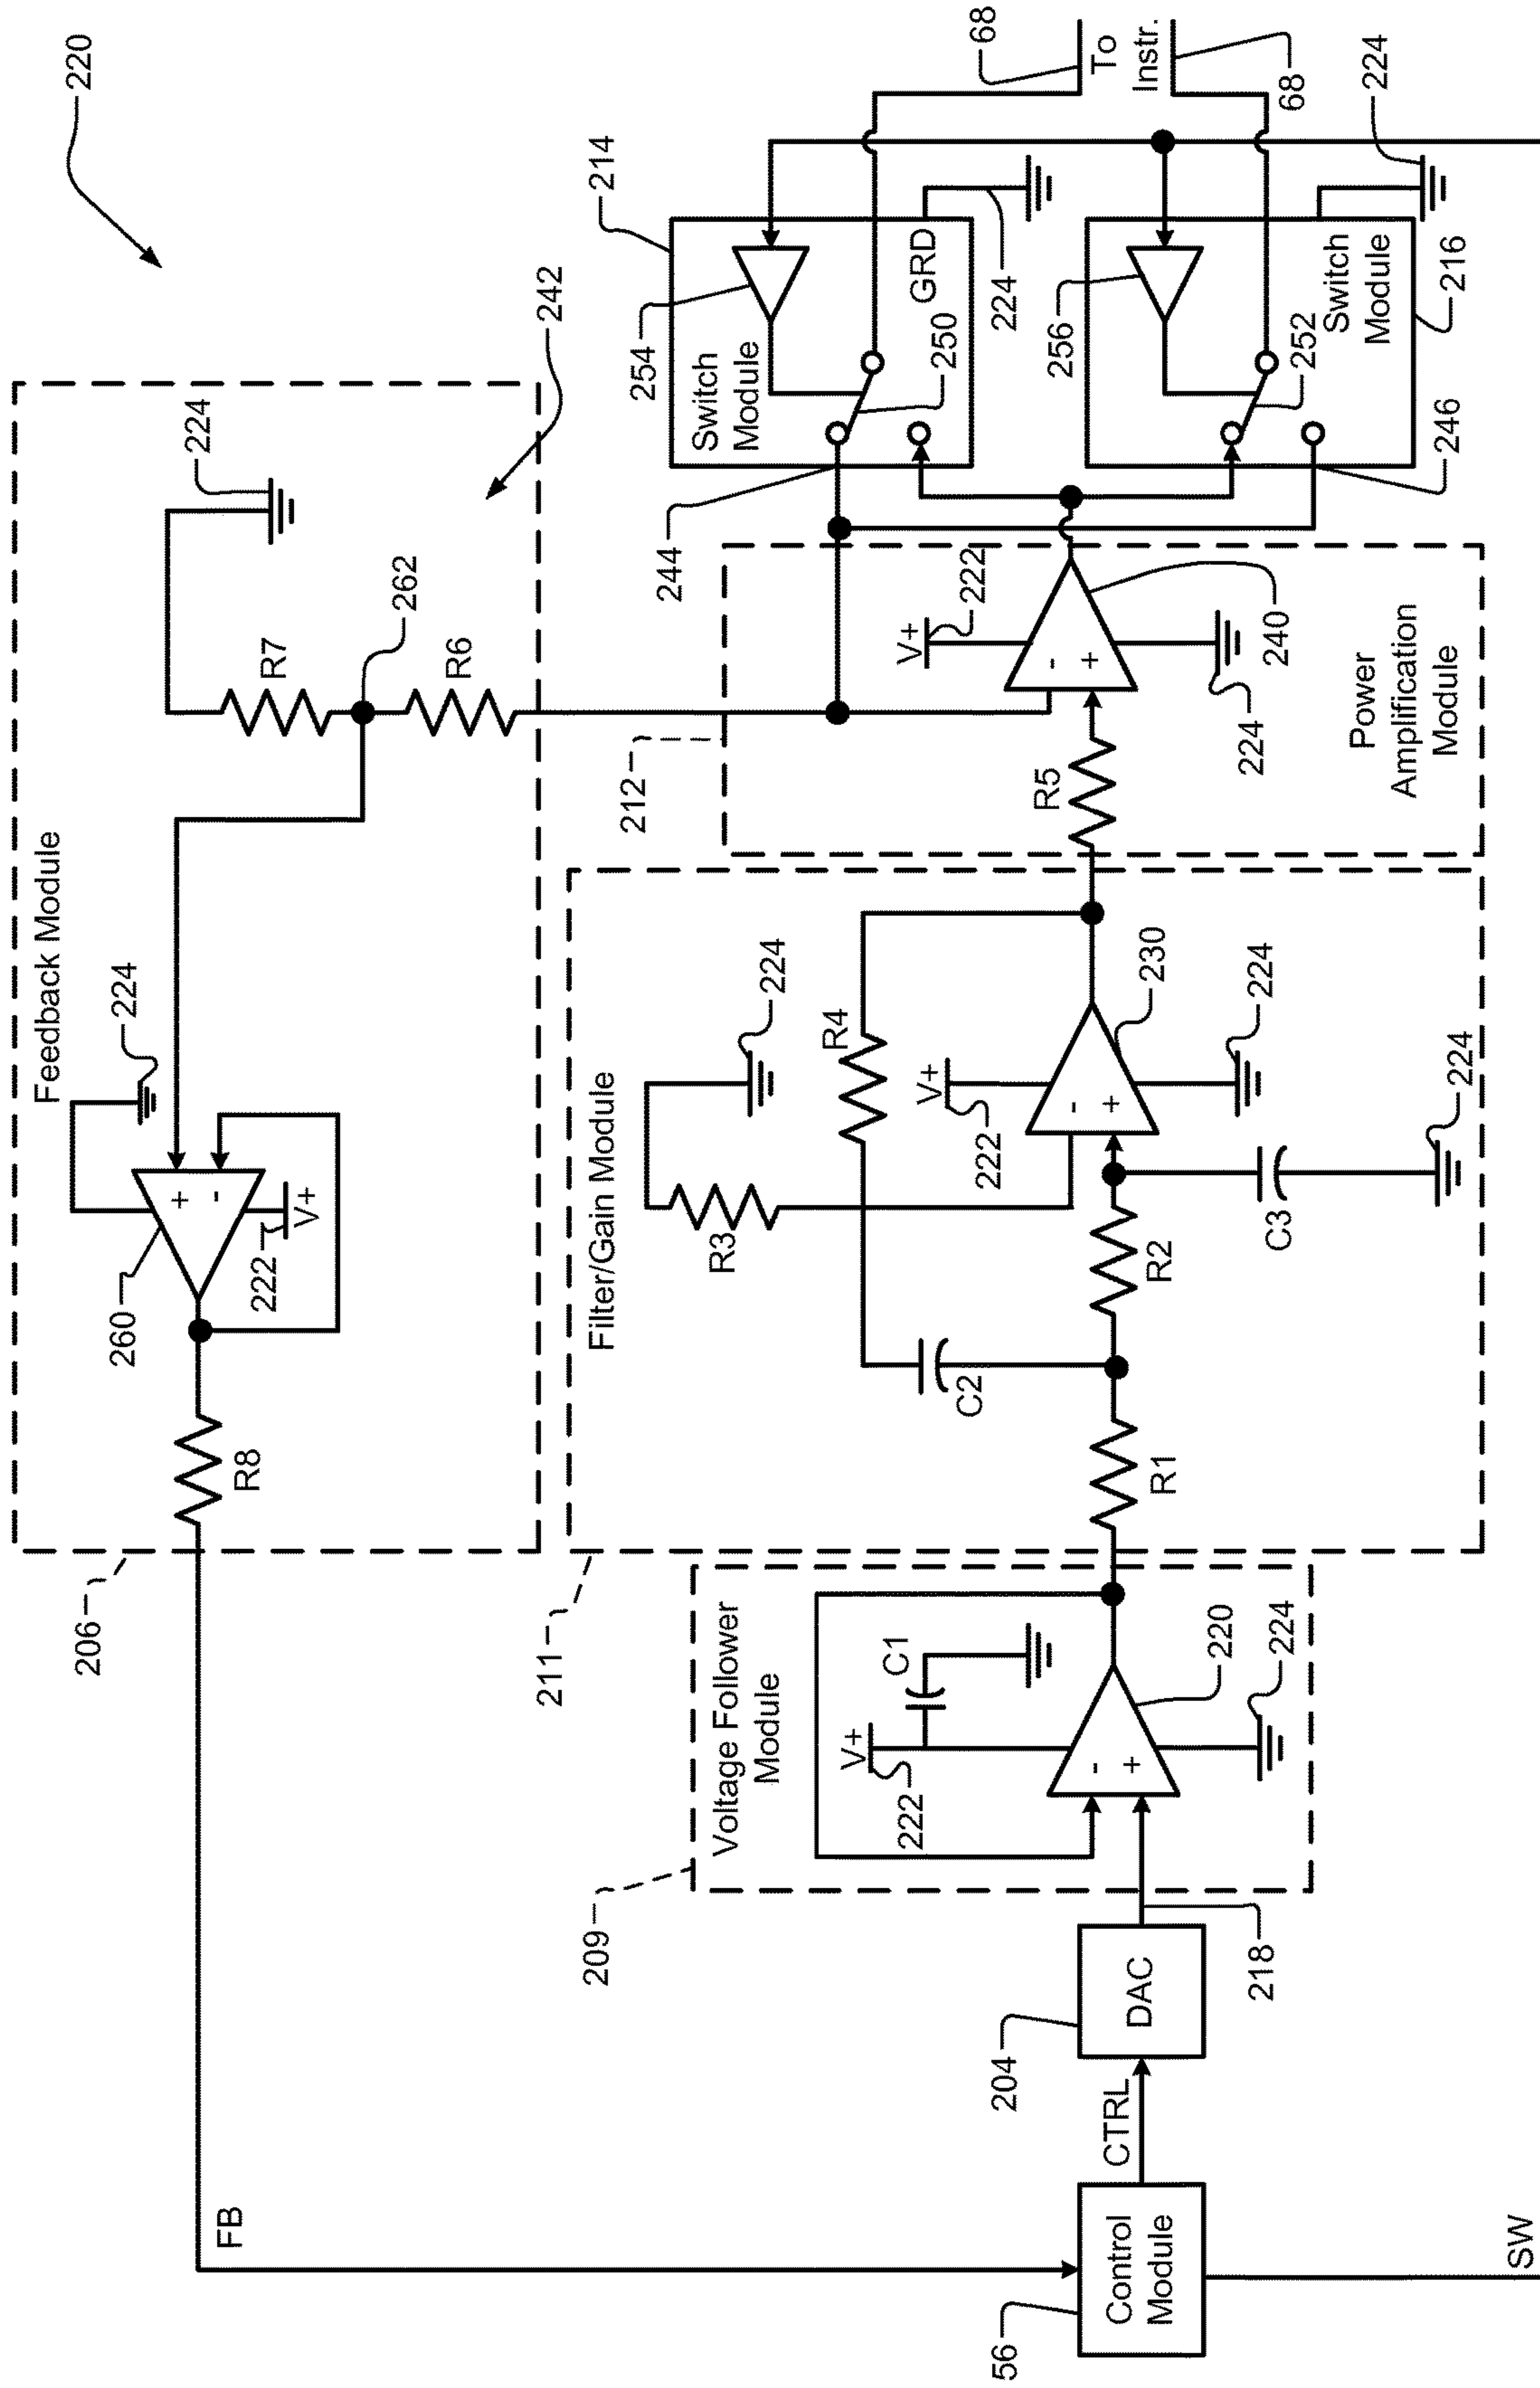 220
Feedback Module
224
224
242
R7
262
R6
260
222
V+
+
-
R8
206
FB
214
68
To
Instr.
68
224
254
Switch
Module
250
GRD
224
244
256
252
Switch
Module
216
246
212
V+
222
-
+
240
224
R5
Power
Amplification
Module
Filter/Gain Module
224
R4
R3
V+
222
-
+
230
224
C2
R2
C3
224
R1
211
Voltage Follower
Module
C1
V+
222
-
+
220
224
209
204
DAC
218
CTRL
56
Control
Module
SW